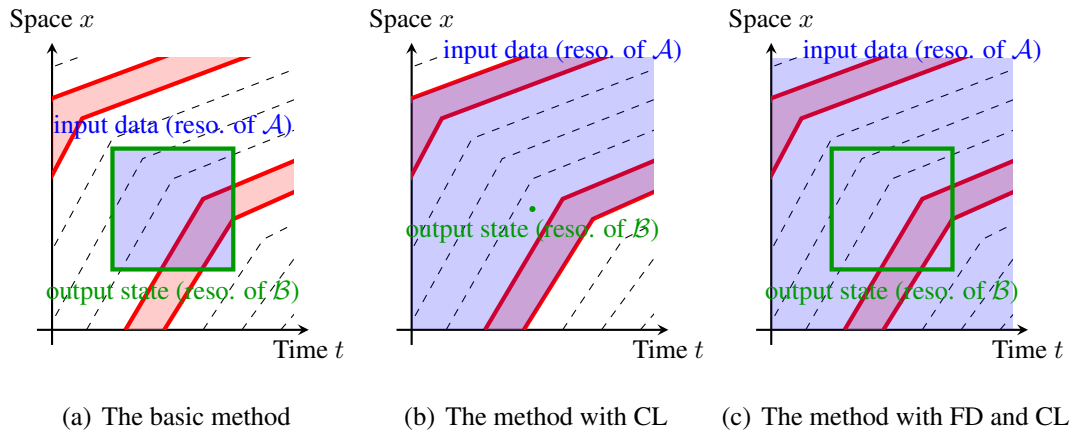 Space x
input data (reso. of 𝒜)
output state (reso. of ℬ)
Time t
(a) The basic method
Space x
input data (reso. of 𝒜)
output state (reso. of ℬ)
Time t
(b) The method with CL
Space x
input data (reso. of 𝒜)
output state (reso. of ℬ)
Time t
(c) The method with FD and CL